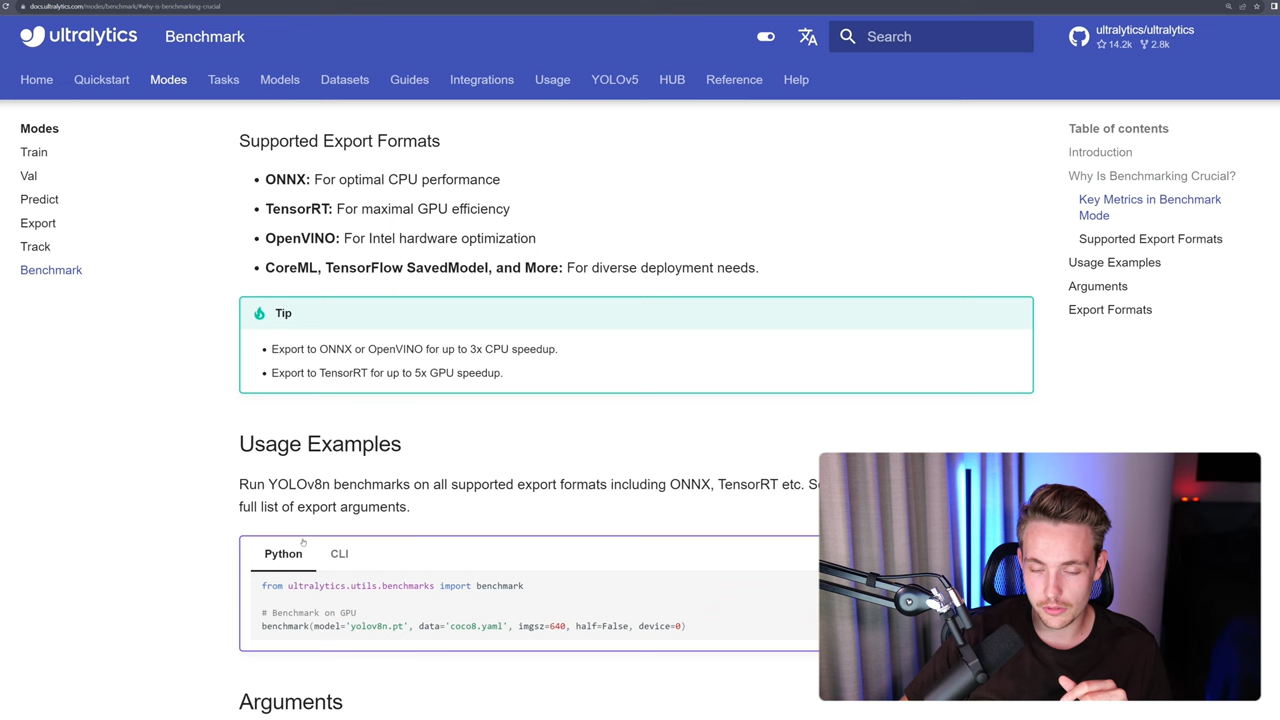 docs.ultralytics.com/modes/benchmark/#why-is-benchmarking-crucial
ultralytics
Benchmark
Search
ultralytics/ultralytics
14.2k 2.8k
Home Quickstart Modes Tasks Models Datasets Guides Integrations Usage YOLOv5 HUB Reference Help
Modes
Train
Val
Predict
Export
Track
Benchmark
Supported Export Formats
• ONNX: For optimal CPU performance
• TensorRT: For maximal GPU efficiency
• OpenVINO: For Intel hardware optimization
• CoreML, TensorFlow SavedModel, and More: For diverse deployment needs.
Tip
• Export to ONNX or OpenVINO for up to 3x CPU speedup.
• Export to TensorRT for up to 5x GPU speedup.
Usage Examples
Run YOLOv8n benchmarks on all supported export formats including ONNX, TensorRT etc.
full list of export arguments.
Python CLI
from ultralytics.utils.benchmarks import benchmark
# Benchmark on GPU
benchmark(model='yolov8n.pt', data='coco8.yaml', imgsz=640, half=False, device=0)
Arguments
Table of contents
Introduction
Why Is Benchmarking Crucial?
Key Metrics in Benchmark
Mode
Supported Export Formats
Usage Examples
Arguments
Export Formats